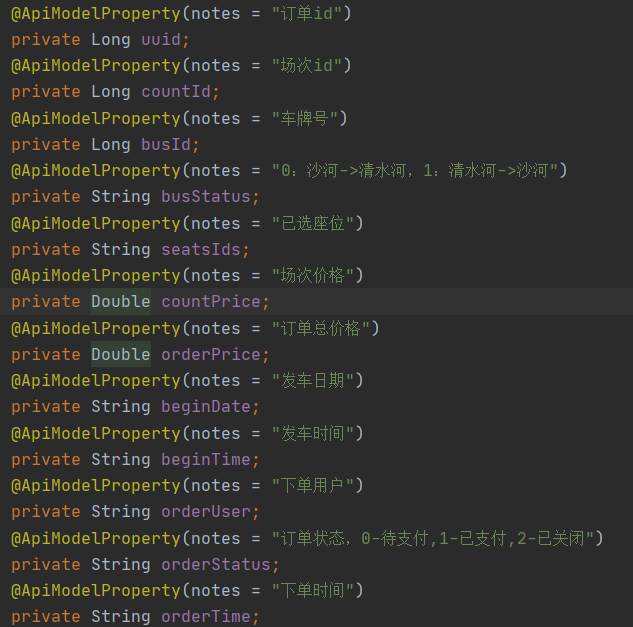 @ApiModelProperty(notes = "订单id")
private Long uuid;
@ApiModelProperty(notes = "场次id")
private Long countId;
@ApiModelProperty(notes = "车牌号")
private Long busId;
@ApiModelProperty(notes = "0：沙河->清水河，1：清水河->沙河")
private String busStatus;
@ApiModelProperty(notes = "已选座位")
private String seatsIds;
@ApiModelProperty(notes = "场次价格")
private Double countPrice;
@ApiModelProperty(notes = "订单总价格")
private Double orderPrice;
@ApiModelProperty(notes = "发车日期")
private String beginDate;
@ApiModelProperty(notes = "发车时间")
private String beginTime;
@ApiModelProperty(notes = "下单用户")
private String orderUser;
@ApiModelProperty(notes = "订单状态，0-待支付,1-已支付,2-已关闭")
private String orderStatus;
@ApiModelProperty(notes = "下单时间")
private String orderTime;